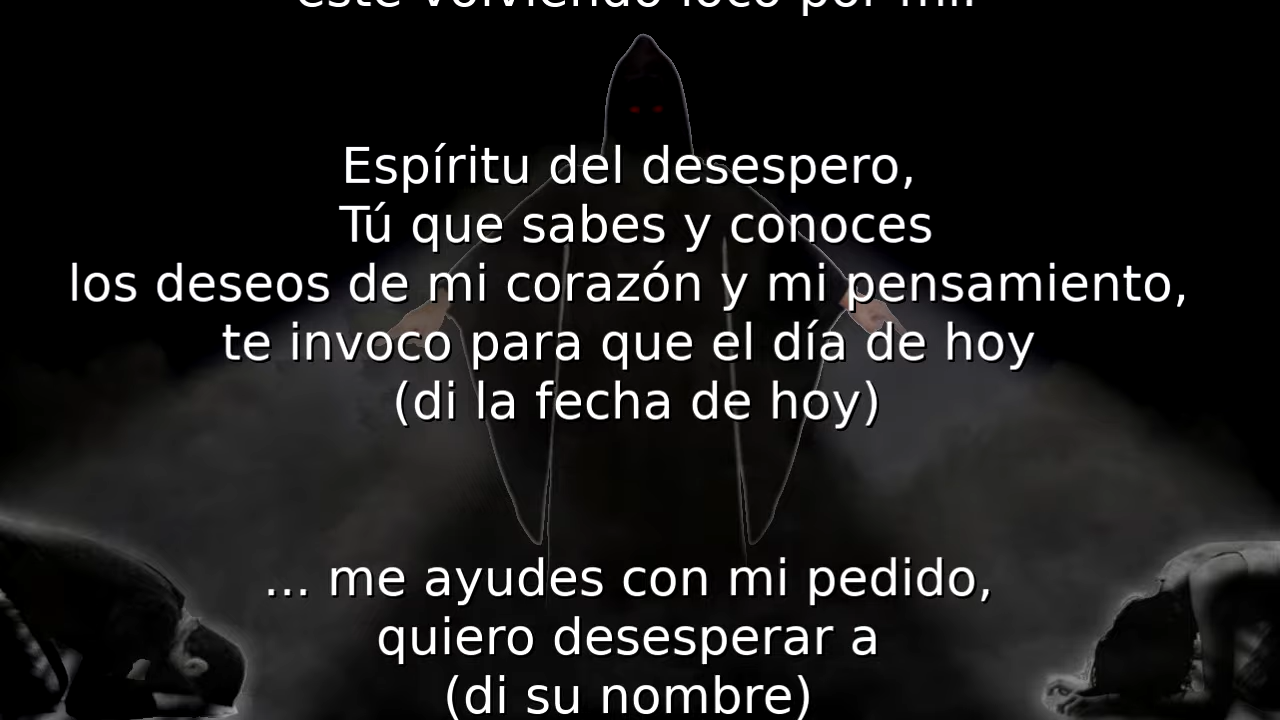 esté volviendo loco por mí.
Espíritu del desespero,
Tú que sabes y conoces
los deseos de mi corazón y mi pensamiento,
te invoco para que el día de hoy
(di la fecha de hoy)
... me ayudes con mi pedido,
quiero desesperar a
(di su nombre)